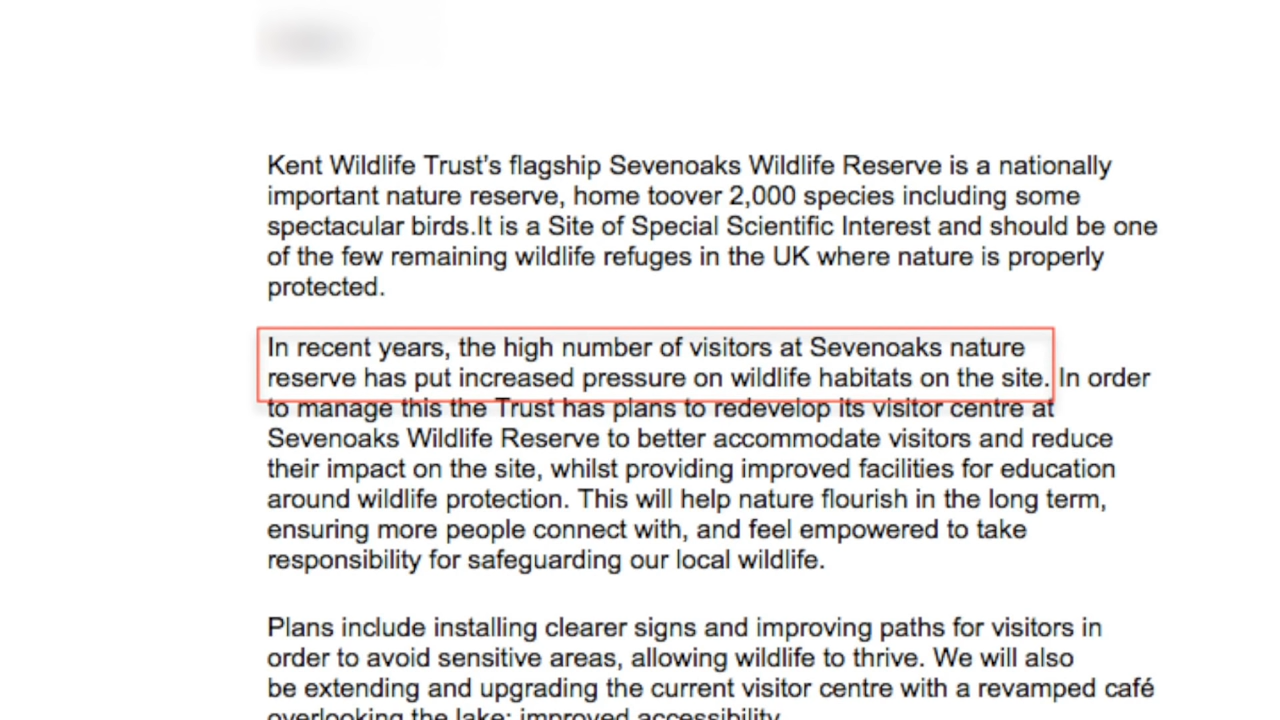 Kent Wildlife Trust's flagship Sevenoaks Wildlife Reserve is a nationally
important nature reserve, home toover 2,000 species including some
spectacular birds.It is a Site of Special Scientific Interest and should be one
of the few remaining wildlife refuges in the UK where nature is properly
protected.
In recent years, the high number of visitors at Sevenoaks nature
reserve has put increased pressure on wildlife habitats on the site. In order
to manage this the Trust has plans to redevelop its visitor centre at
Sevenoaks Wildlife Reserve to better accommodate visitors and reduce
their impact on the site, whilst providing improved facilities for education
around wildlife protection. This will help nature flourish in the long term,
ensuring more people connect with, and feel empowered to take
responsibility for safeguarding our local wildlife.
Plans include installing clearer signs and improving paths for visitors in
order to avoid sensitive areas, allowing wildlife to thrive. We will also
be extending and upgrading the current visitor centre with a revamped café
overlooking the lake; improved accessibility